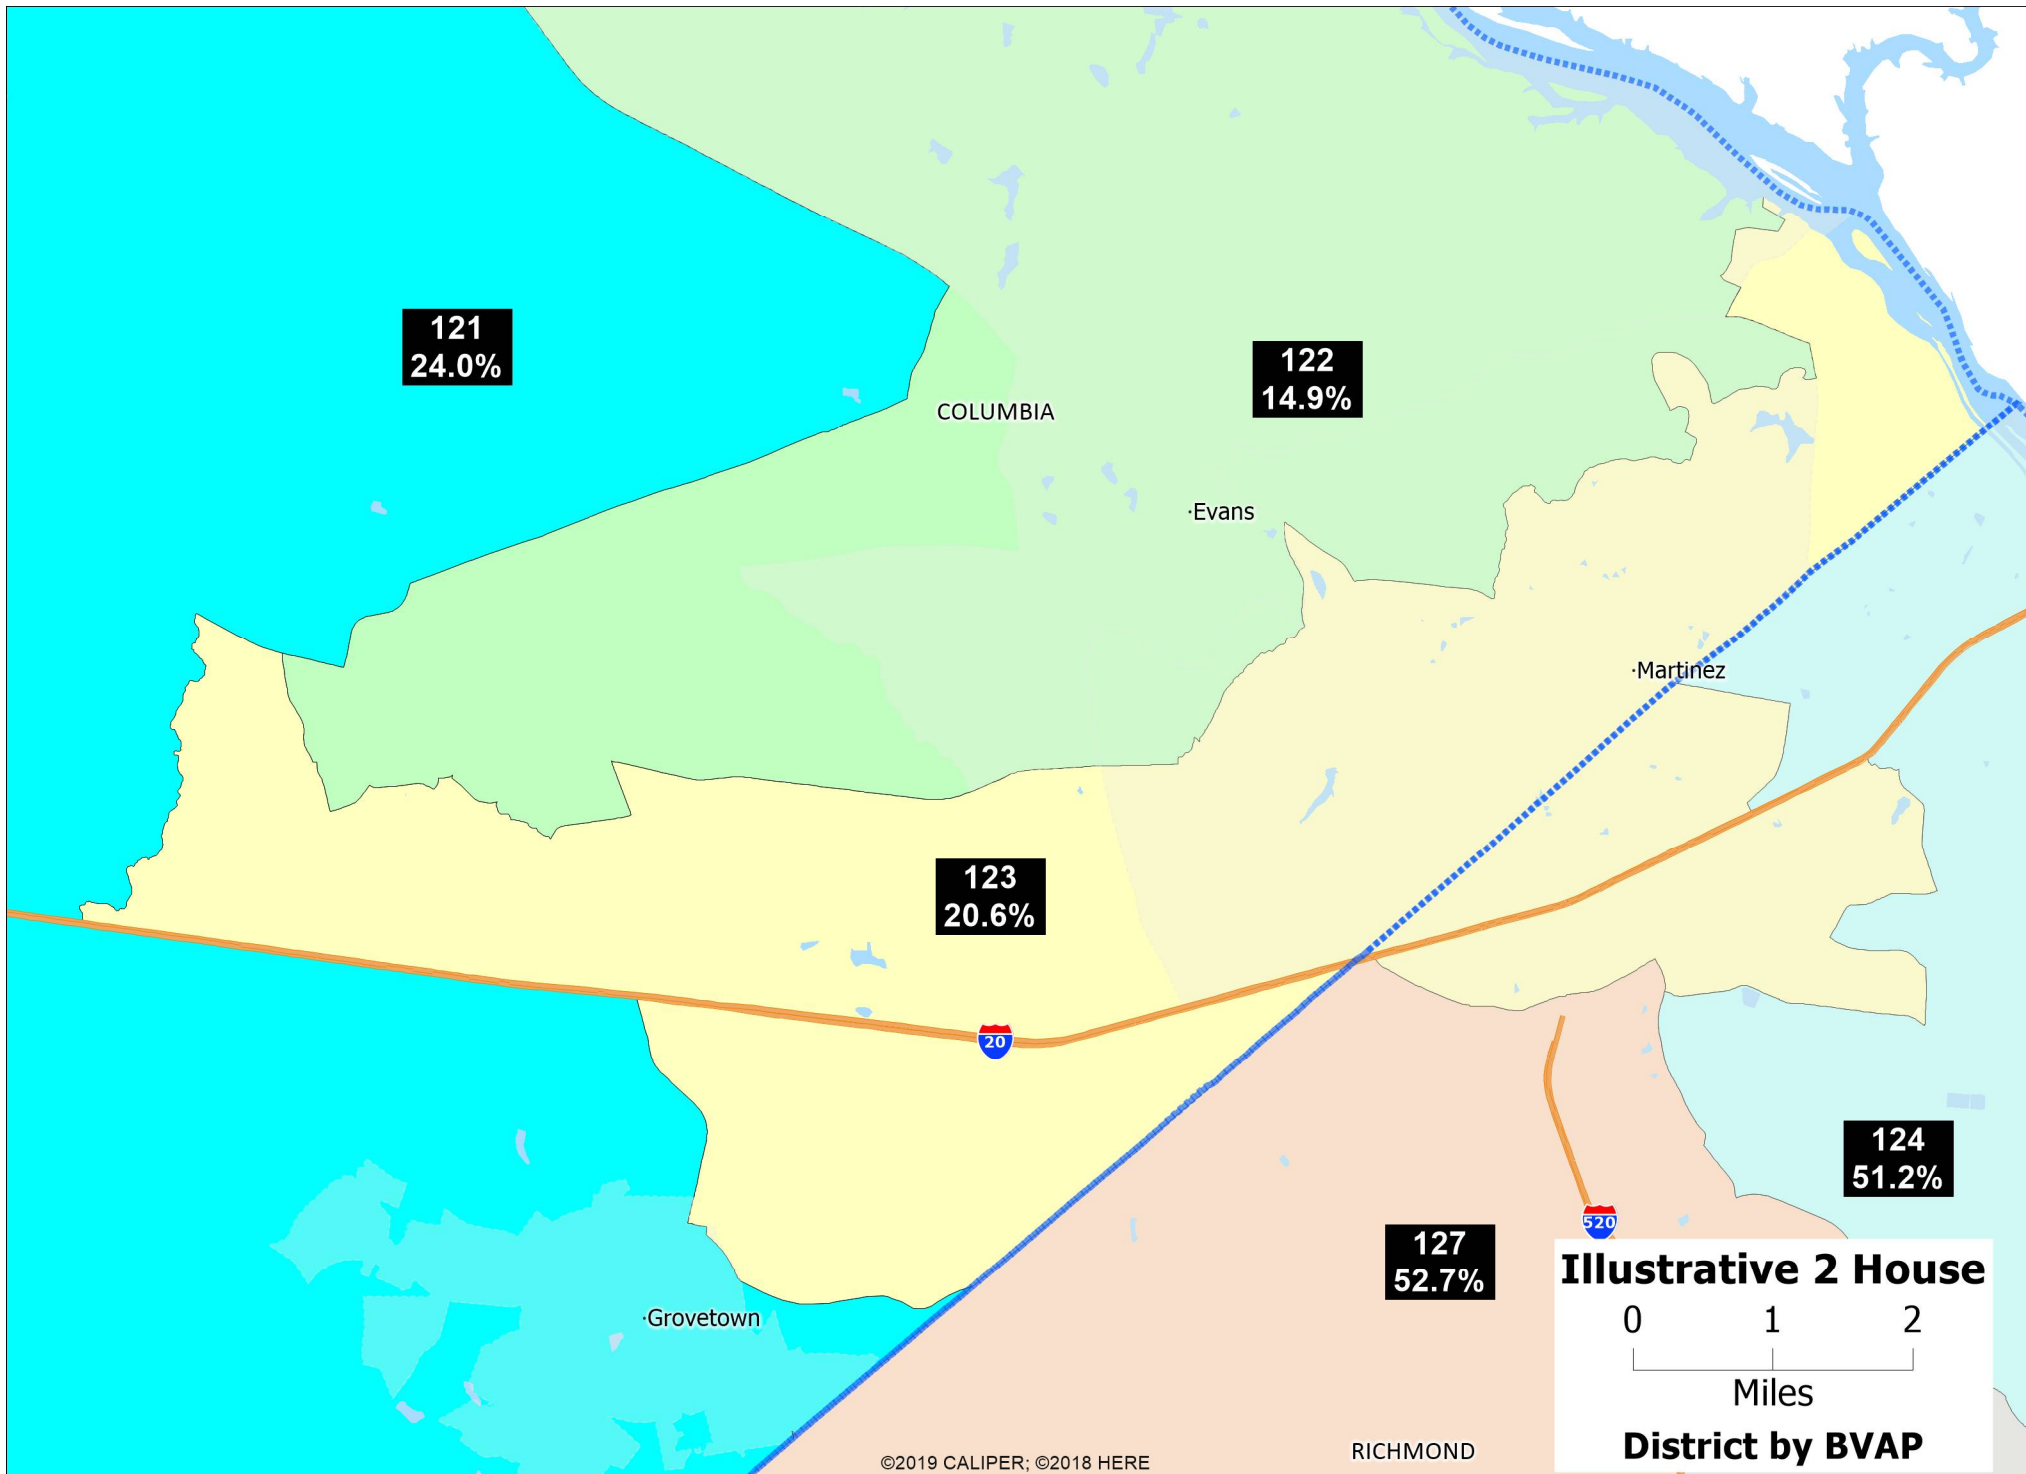 121
24.0%
122
14.9%
COLUMBIA
Evans
Martinez
123
20.6%
20
124
51.2%
520
127
52.7%
Grovetown
Illustrative 2 House
0 1 2
Miles
District by BVAP
RICHMOND
©2019 CALIPER; ©2018 HERE